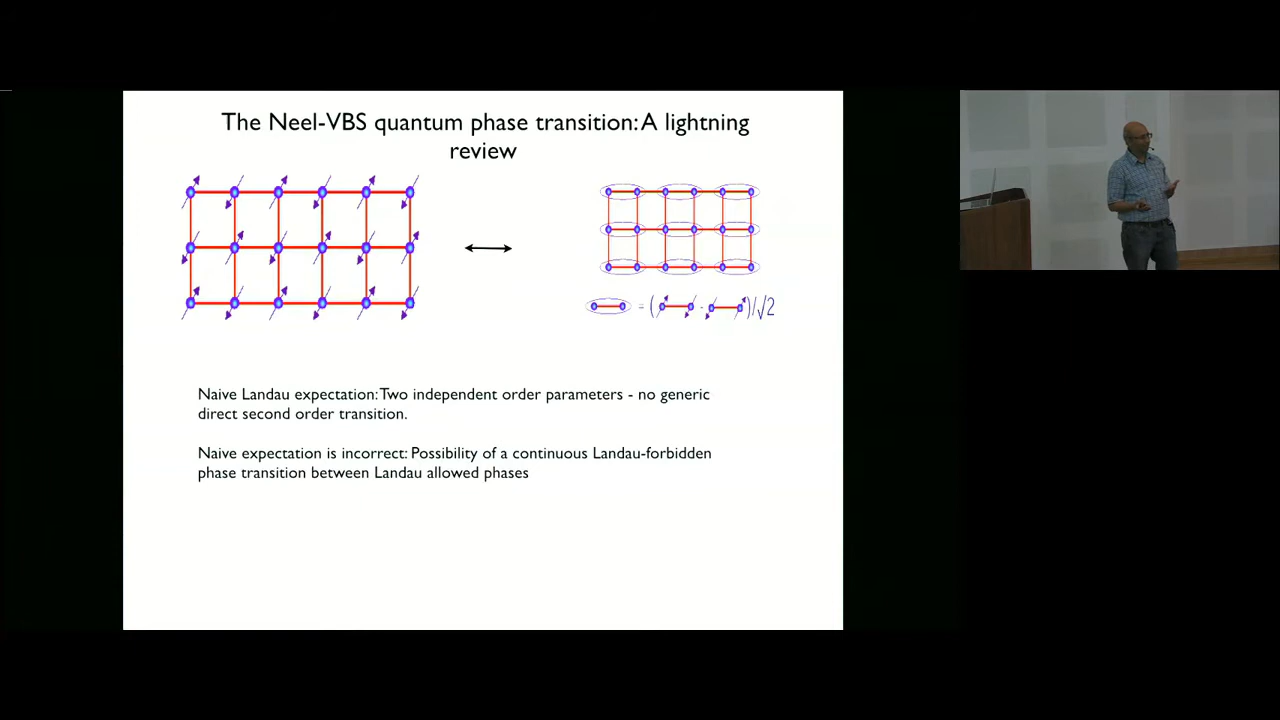 The Neel-VBS quantum phase transition: A lightning
review
= ( - )/√2
Naive Landau expectation: Two independent order parameters - no generic
direct second order transition.
Naive expectation is incorrect: Possibility of a continuous Landau-forbidden
phase transition between Landau allowed phases